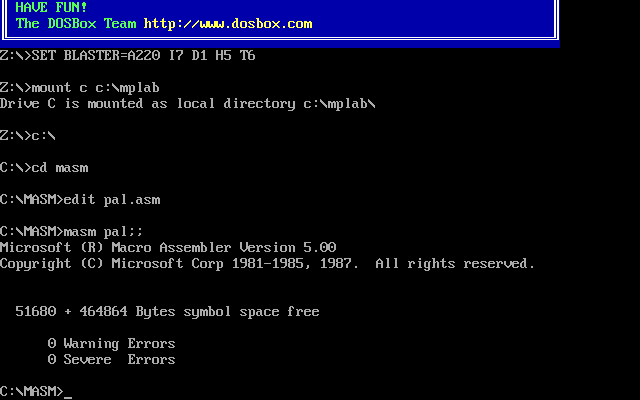 HAVE FUN!
The DOSBox Team http://www.dosbox.com
Z:\>SET BLASTER=A220 I7 D1 H5 T6
Z:\>mount c c:\mplab
Drive C is mounted as local directory c:\mplab\
Z:\>c:\
C:\>cd masm
C:\MASM>edit pal.asm
C:\MASM>masm pal;;
Microsoft (R) Macro Assembler Version 5.00
Copyright (C) Microsoft Corp 1981-1985, 1987.  All rights reserved.
51680 + 464864 Bytes symbol space free
0 Warning Errors
0 Severe  Errors
C:\MASM>_